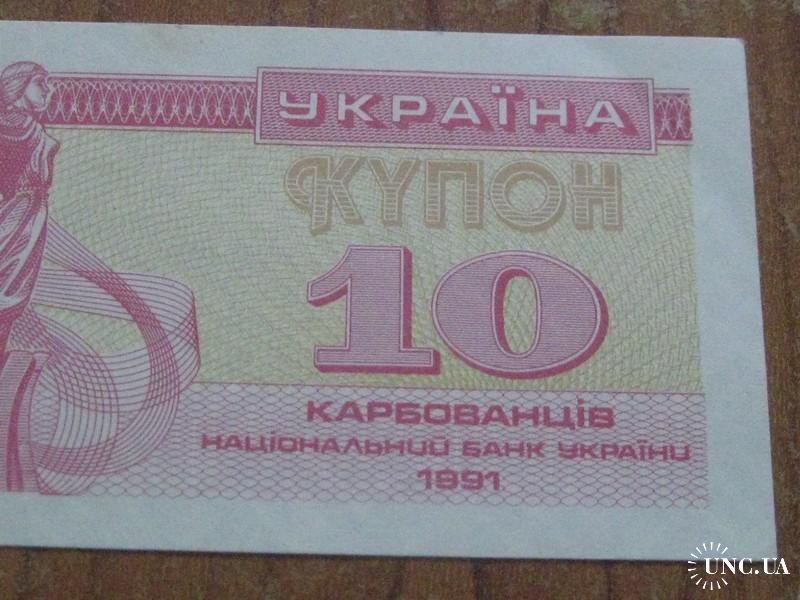 УКРАЇНА
КУПОН
10
КАРБОВАНЦІВ
НАЦІОНАЛЬНИЙ БАНК УКРАЇНИ
1991
UNC.UA